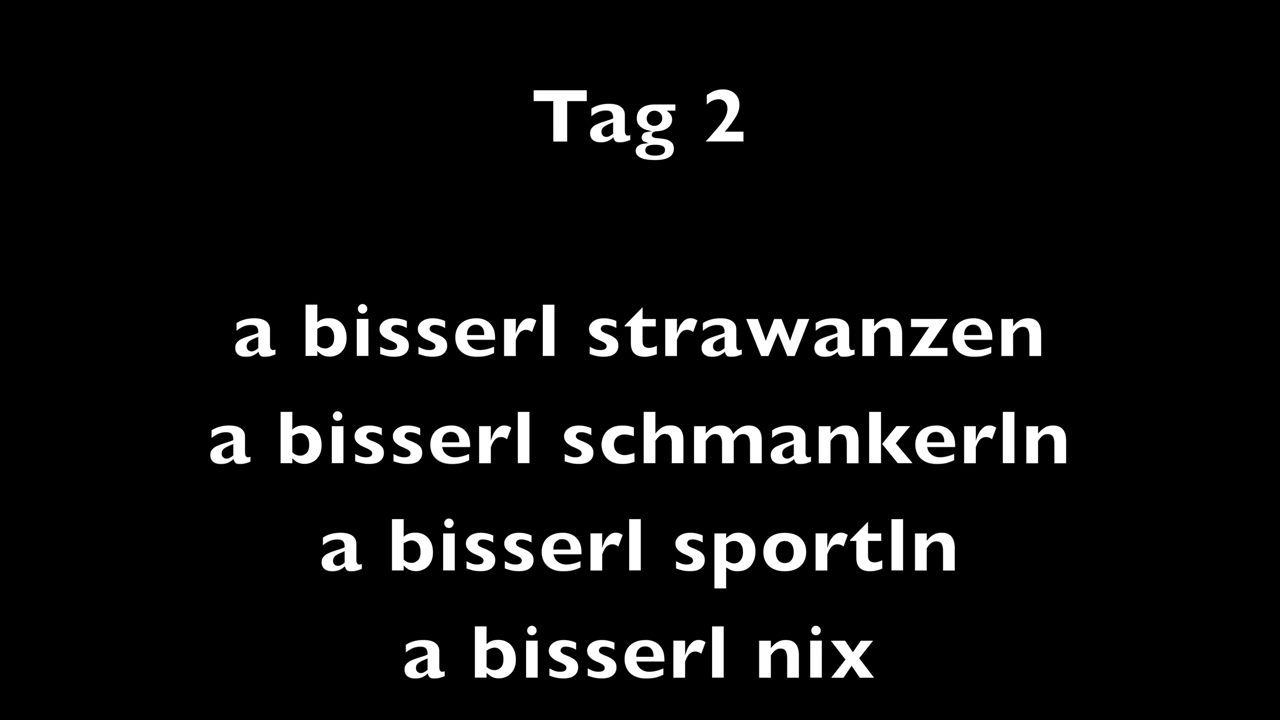 Tag 2
a bisserl strawanzen
a bisserl schmankerln
a bisserl sportln
a bisserl nix